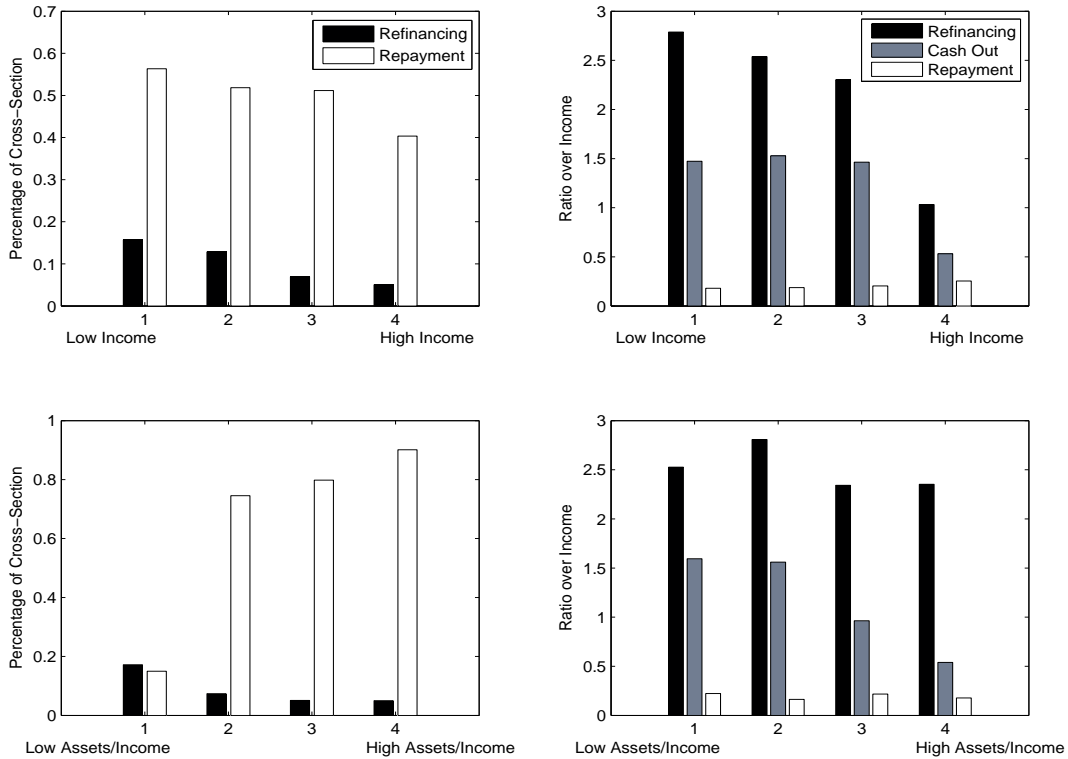 0.7
0.6
0.5
0.4
0.3
0.2
0.1
0
Percentage of Cross−Section
Refinancing
Repayment
1 2 3 4
Low Income High Income
3
2.5
2
1.5
1
0.5
0
Ratio over Income
Refinancing
Cash Out
Repayment
1 2 3 4
Low Income High Income
1
0.8
0.6
0.4
0.2
0
Percentage of Cross−Section
1 2 3 4
Low Assets/Income High Assets/Income
3
2.5
2
1.5
1
0.5
0
Ratio over Income
1 2 3 4
Low Assets/Income High Assets/Income